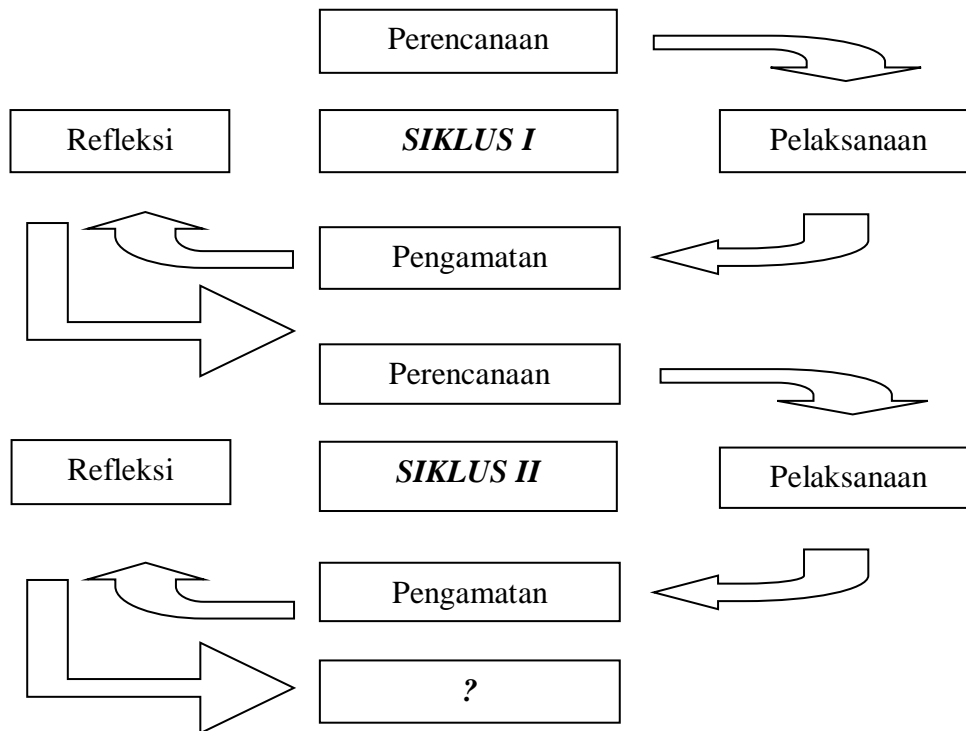 Perencanaan
Refleksi
SIKLUS I
Pelaksanaan
Pengamatan
Perencanaan
Refleksi
SIKLUS II
Pelaksanaan
Pengamatan
?